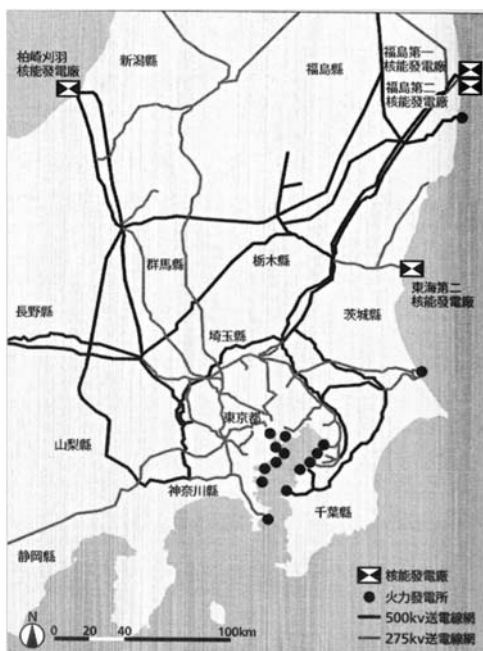 柏崎刈羽
核能發電廠
新潟縣
福島縣
福島第一
核能發電廠
福島第二
核能發電廠
群馬縣
栃木縣
東海第二
核能發電廠
長野縣
埼玉縣
茨城縣
東京都
山梨縣
神奈川縣
千葉縣
静岡縣
核能發電廠
火力發電所
500kv送電線網
275kv送電線網
N
0 20 40 100km